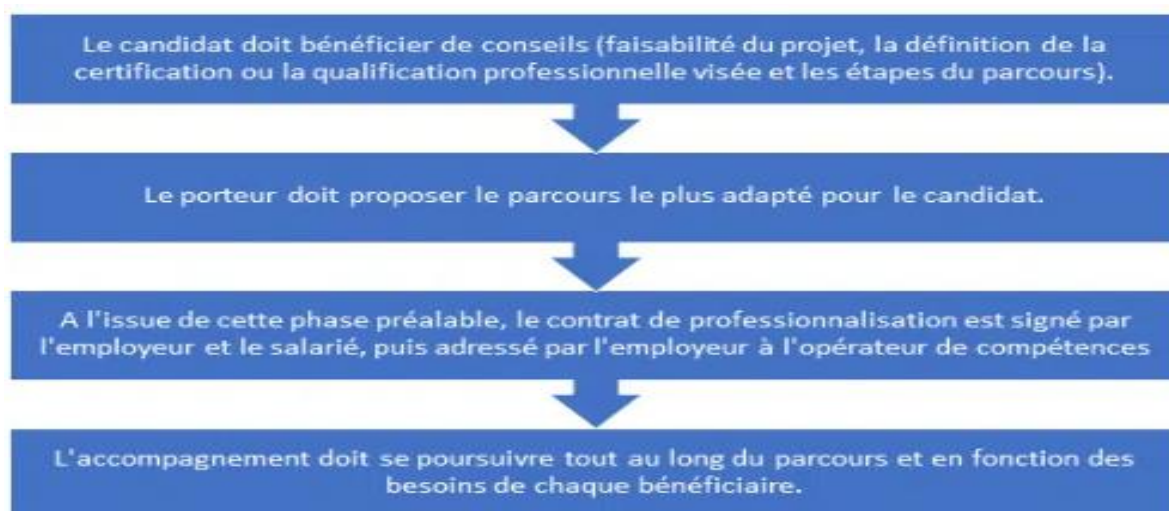 Le candidat doit bénéficier de conseils (faisabilité du projet, la définition de la
certification ou la qualification professionnelle visée et les étapes du parcours).
Le porteur doit proposer le parcours le plus adapté pour le candidat.
A l'issue de cette phase préalable, le contrat de professionnalisation est signé par
l'employeur et le salarié, puis adressé par l'employeur à l'opérateur de compétences
L'accompagnement doit se poursuivre tout au long du parcours et en fonction des
besoins de chaque bénéficiaire.